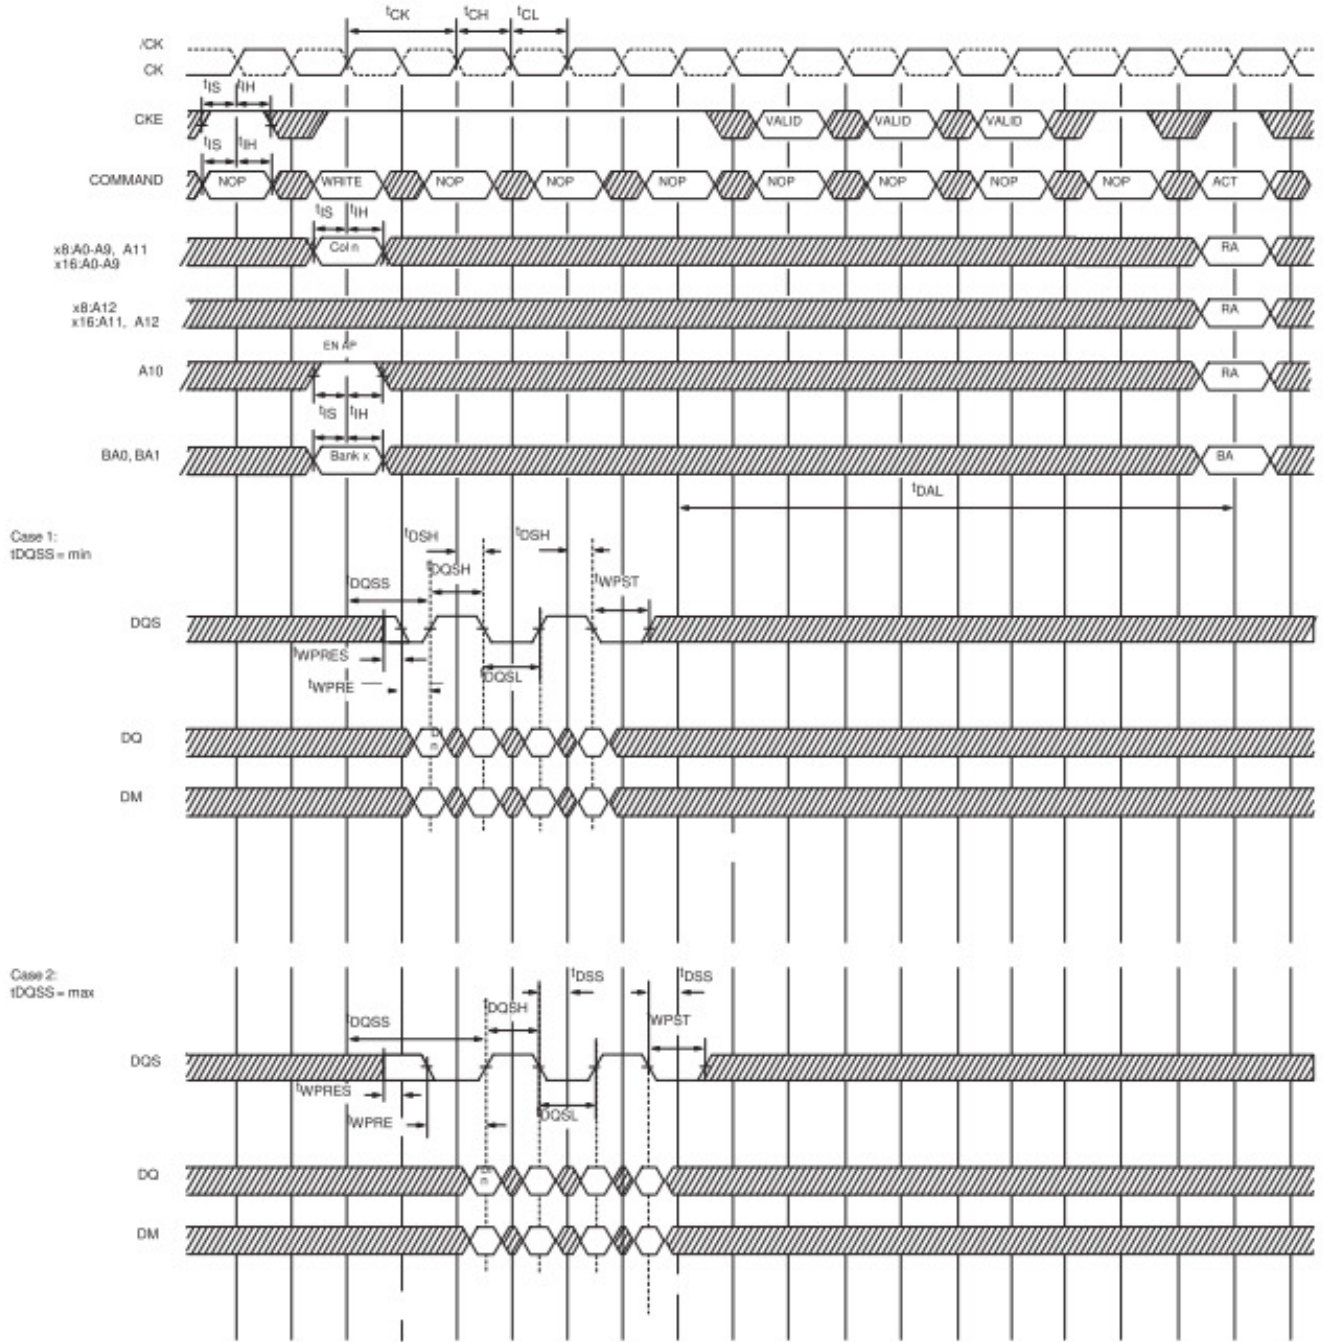 tCK tCH tCL
/CK
CK
tIS tIH
CKE VALID VALID VALID
tIS tIH
COMMAND NOP WRITE NOP NOP NOP NOP NOP NOP NOP ACT
tIS tIH
x8:A0-A9, A11
x16:A0-A9
Col n RA
x8:A12
x16:A11, A12
RA
EN AP
A10 RA
tIS tIH
BA0, BA1 Bank x BA
tDAL
Case 1:
tDQSS = min
tDSH tDSH
tDQSH
tDQSS tWPST
DQS
tWPRES
tDQSL
tWPRE
DQ
n
DM
Case 2:
tDQSS = max
tDSS tDSS
tDQSH
tDQSS tWPST
DQS
tWPRES
tDQSL
tWPRE
DQ
n
DM